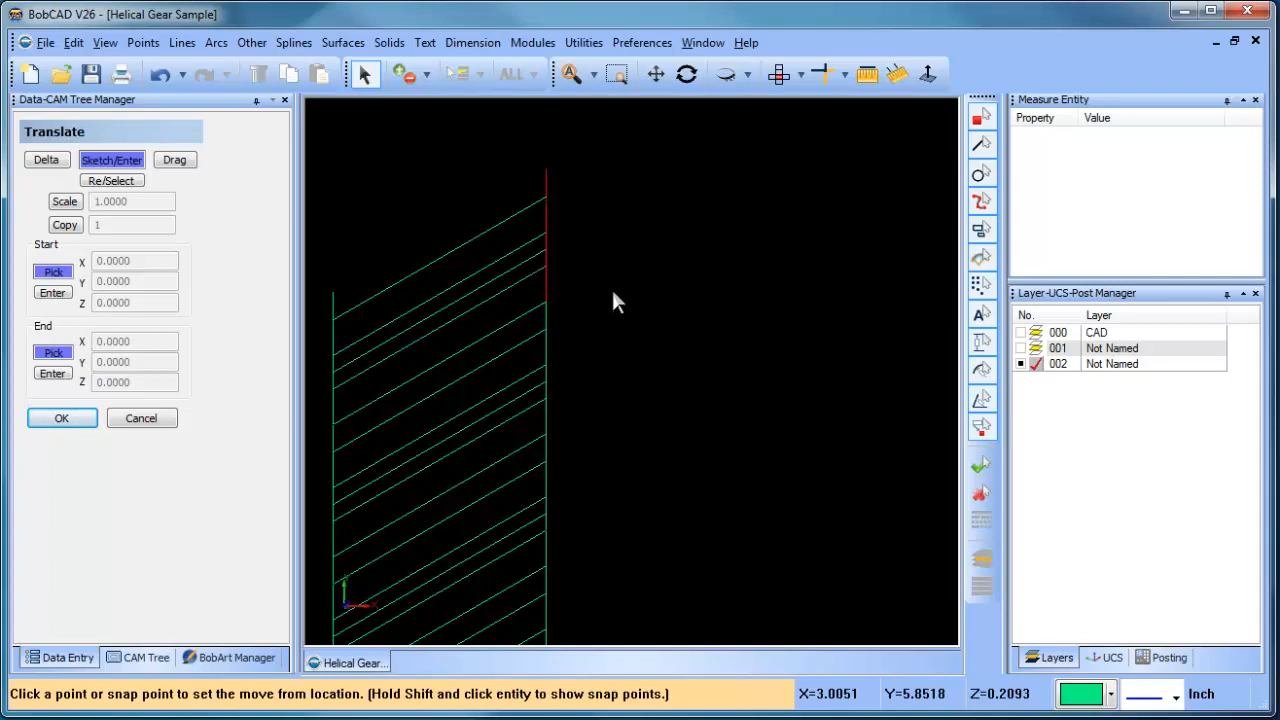 BobCAD V26 - [Helical Gear Sample]
File Edit View Points Lines Arcs Other Splines Surfaces Solids Text Dimension Modules Utilities Preferences Window Help
ALL
Data-CAM Tree Manager
Translate
Delta Sketch/Enter Drag
Re/Select
Scale 1.0000
Copy 1
Start
X 0.0000
Pick
Y 0.0000
Enter
Z 0.0000
End
X 0.0000
Pick
Y 0.0000
Enter
Z 0.0000
OK Cancel
Data Entry CAM Tree BobArt Manager
Helical Gear...
Measure Entity
Property Value
Layer-UCS-Post Manager
No. Layer
000 CAD
001 Not Named
002 Not Named
Layers UCS Posting
Click a point or snap point to set the move from location. (Hold Shift and click entity to show snap points.)
X=3.0051 Y=5.8518 Z=0.2093 Inch